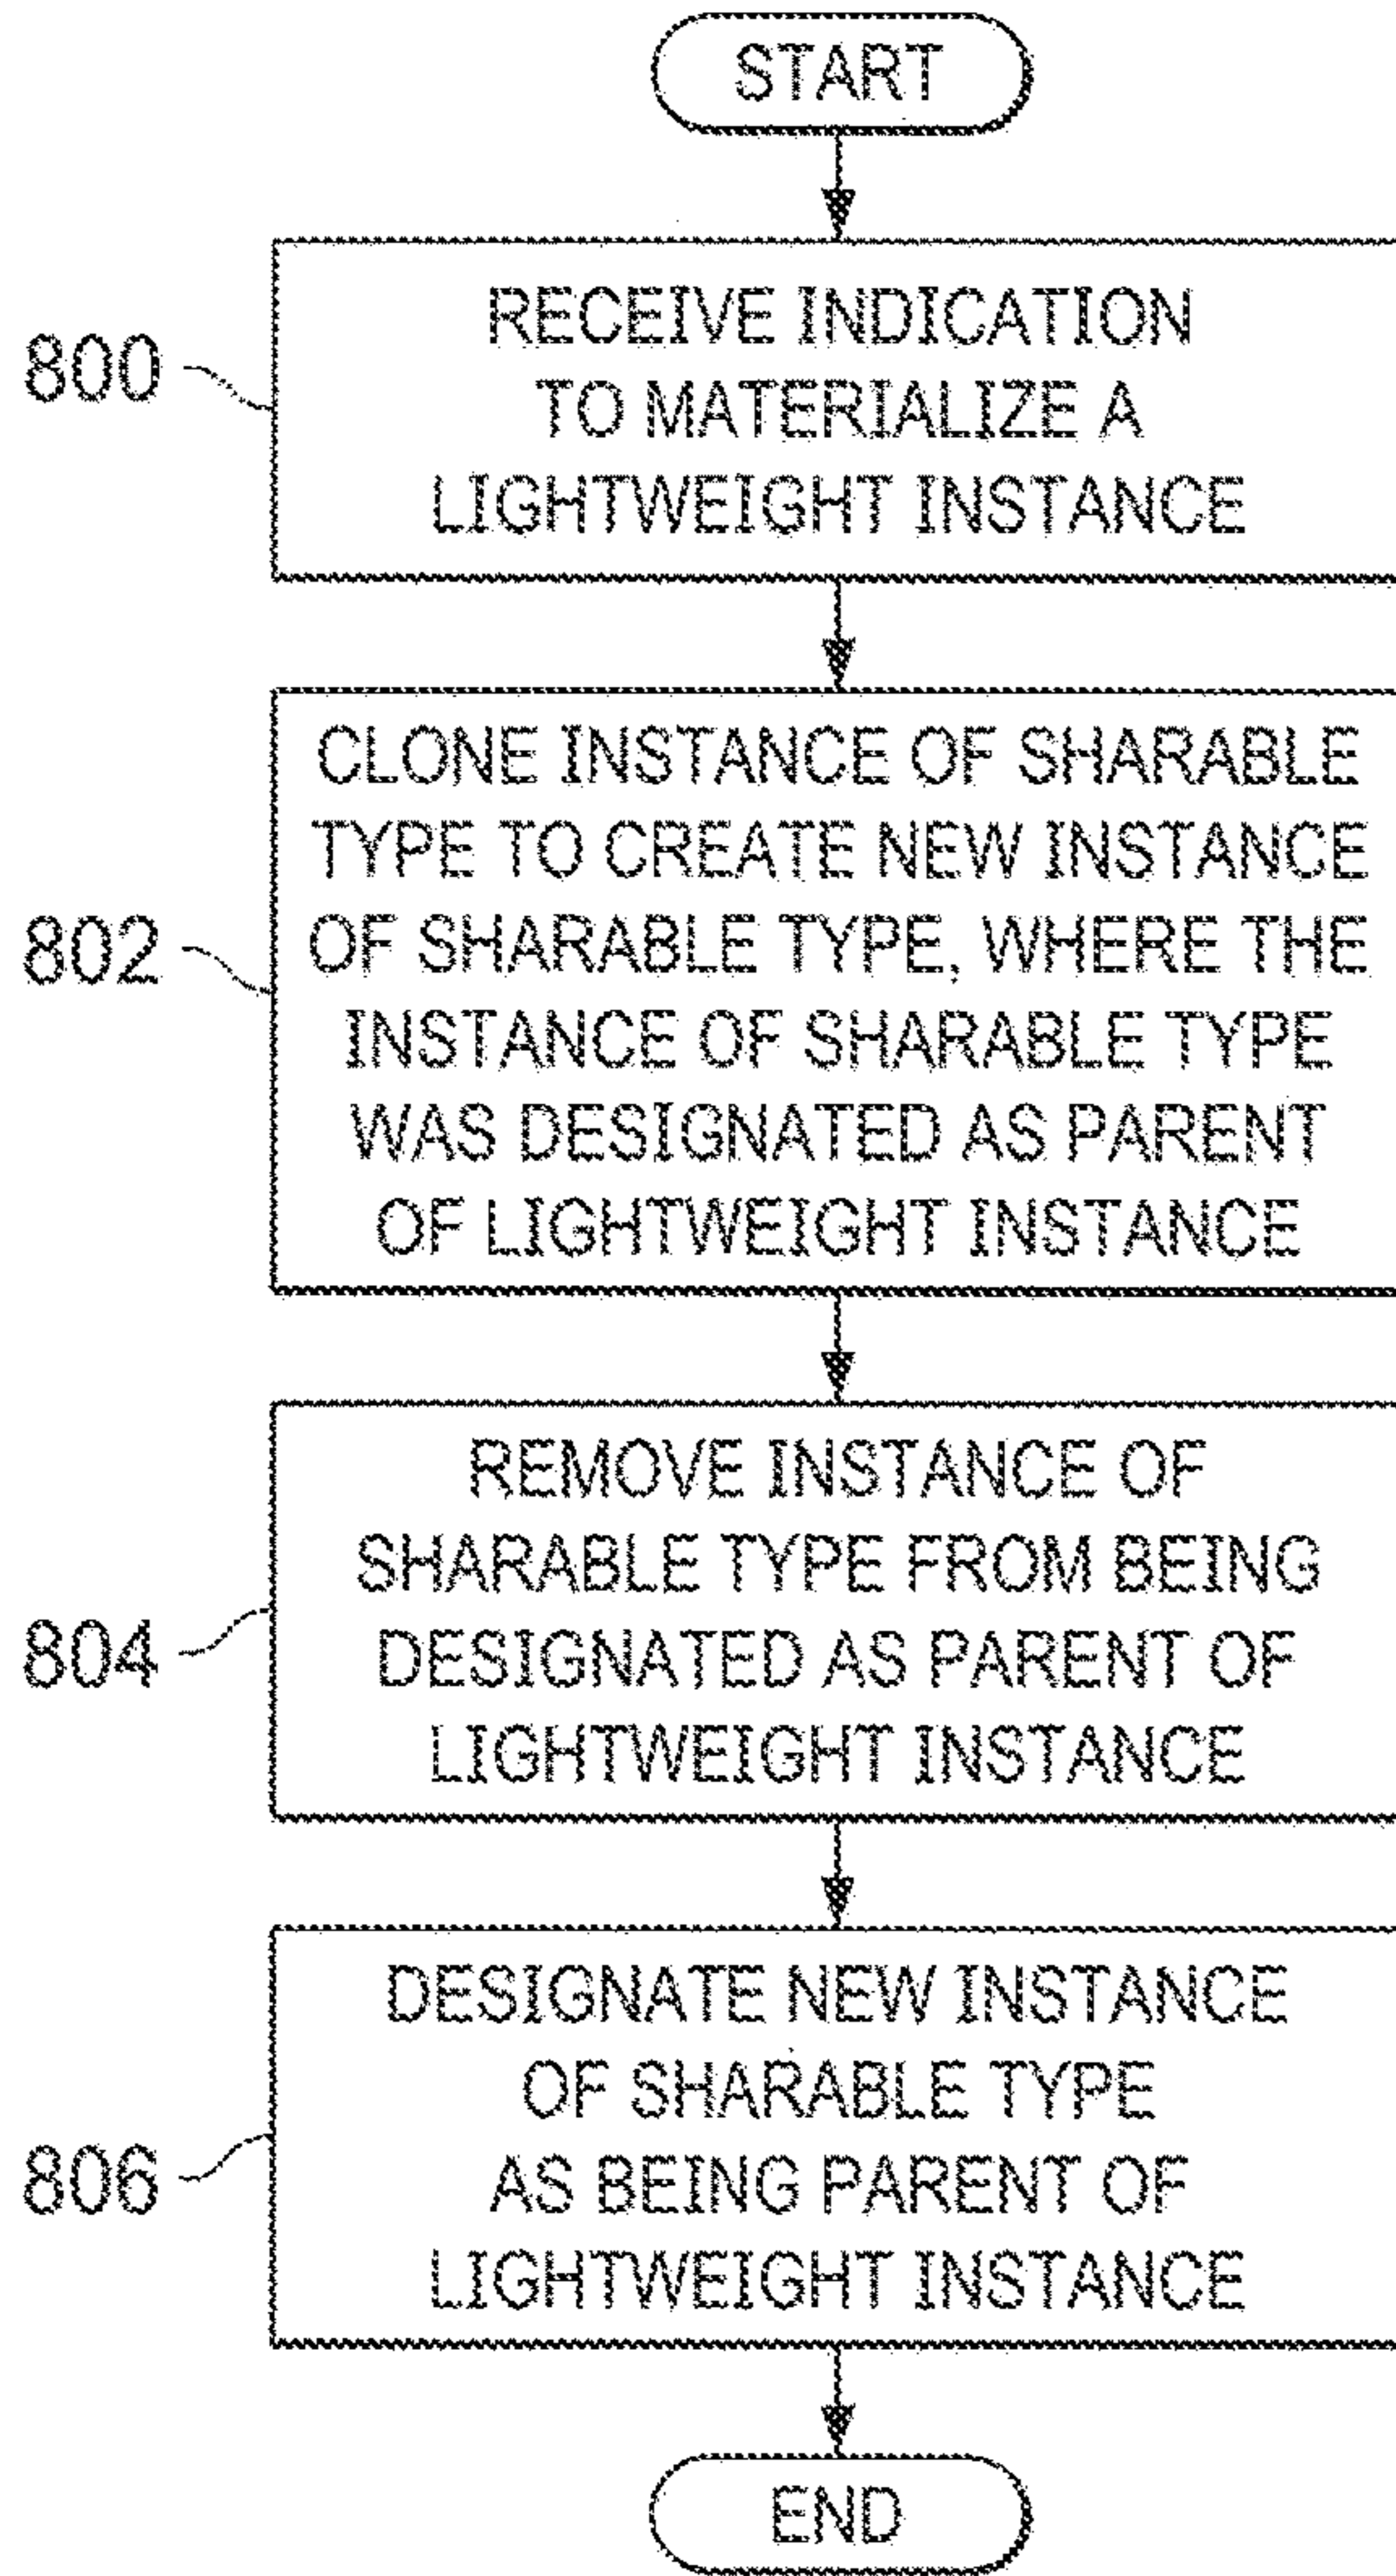 START
800
RECEIVE INDICATION
TO MATERIALIZE A
LIGHTWEIGHT INSTANCE
802
CLONE INSTANCE OF SHARABLE
TYPE TO CREATE NEW INSTANCE
OF SHARABLE TYPE, WHERE THE
INSTANCE OF SHARABLE TYPE
WAS DESIGNATED AS PARENT
OF LIGHTWEIGHT INSTANCE
804
REMOVE INSTANCE OF
SHARABLE TYPE FROM BEING
DESIGNATED AS PARENT OF
LIGHTWEIGHT INSTANCE
806
DESIGNATE NEW INSTANCE
OF SHARABLE TYPE
AS BEING PARENT OF
LIGHTWEIGHT INSTANCE
END